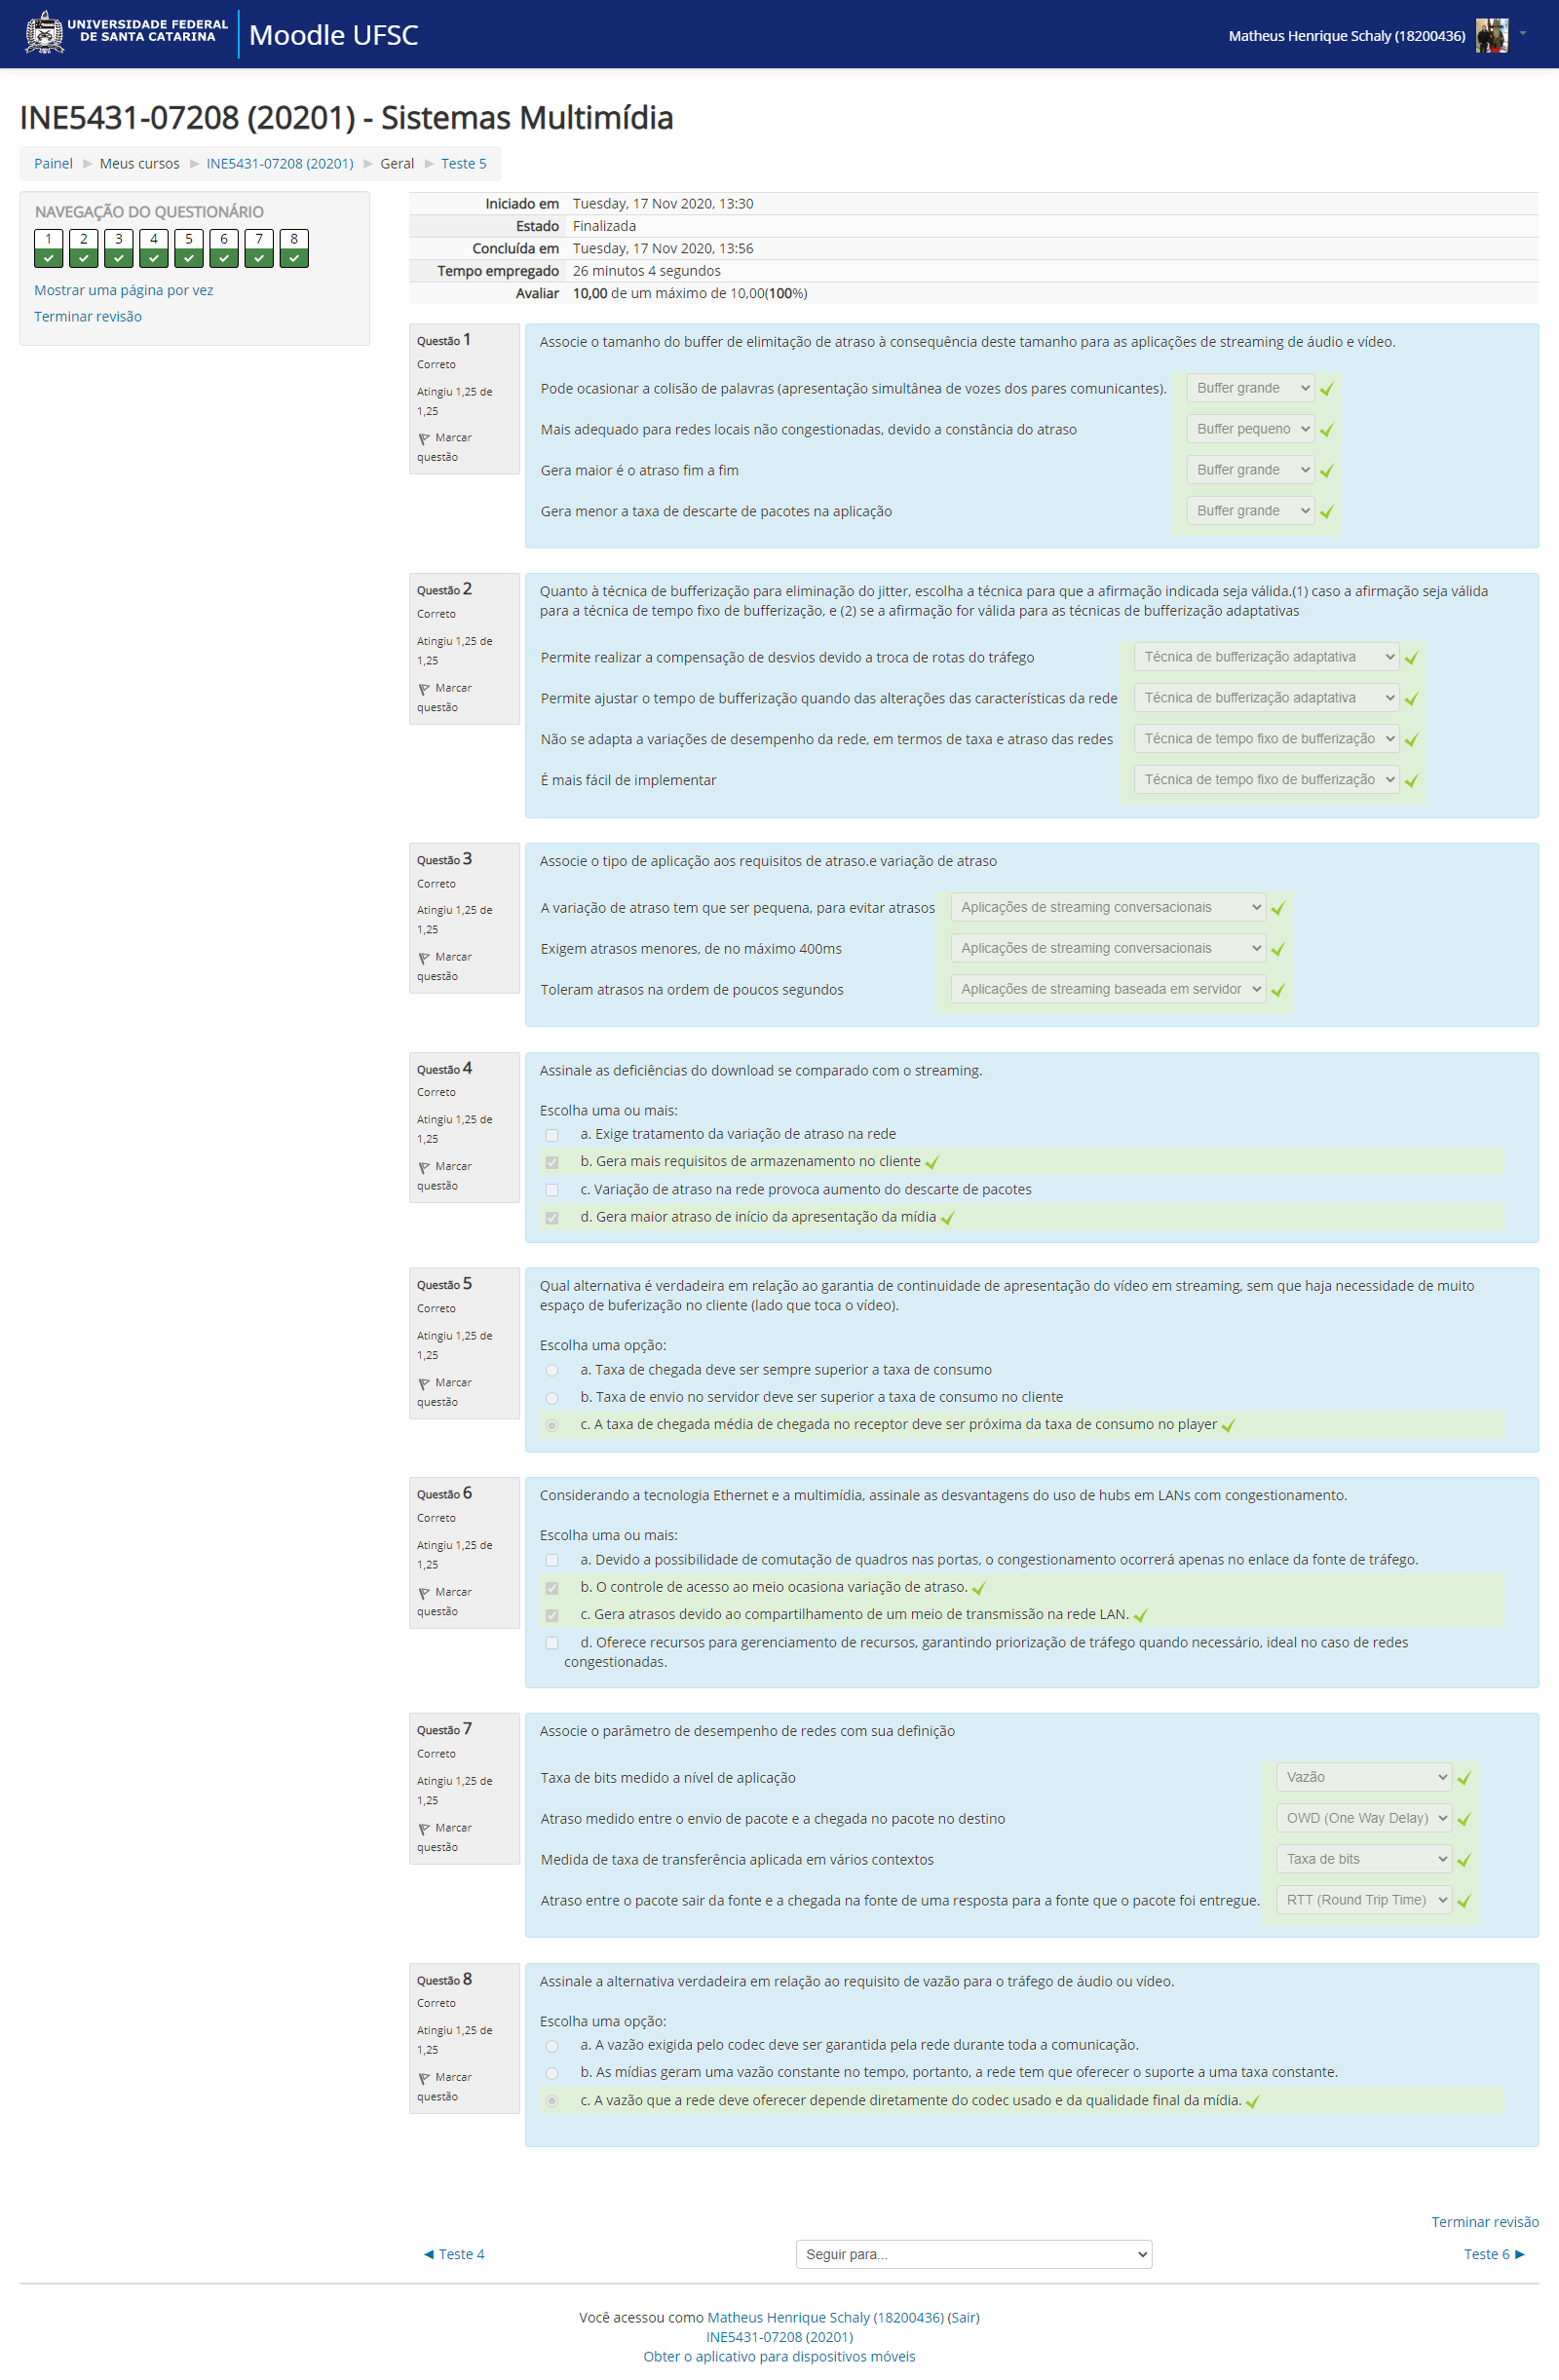 UNIVERSIDADE FEDERAL
DE SANTA CATARINA
Moodle UFSC
Matheus Henrique Schaly (18200436)
INE5431-07208 (20201) - Sistemas Multimídia
Painel ► Meus cursos ► INE5431-07208 (20201) ► Geral ► Teste 5
NAVEGAÇÃO DO QUESTIONÁRIO
1 2 3 4 5 6 7 8
Mostrar uma página por vez
Terminar revisão
Iniciado em Tuesday, 17 Nov 2020, 13:30
Estado Finalizada
Concluída em Tuesday, 17 Nov 2020, 13:56
Tempo empregado 26 minutos 4 segundos
Avaliar 10,00 de um máximo de 10,00(100%)
Questão 1
Correto
Atingiu 1,25 de
1,25
Marcar
questão
Associe o tamanho do buffer de elimitação de atraso à consequência deste tamanho para as aplicações de streaming de áudio e vídeo.
Pode ocasionar a colisão de palavras (apresentação simultânea de vozes dos pares comunicantes). Buffer grande
Mais adequado para redes locais não congestionadas, devido a constância do atraso Buffer pequeno
Gera maior é o atraso fim a fim Buffer grande
Gera menor a taxa de descarte de pacotes na aplicação Buffer grande
Questão 2
Correto
Atingiu 1,25 de
1,25
Marcar
questão
Quanto à técnica de bufferização para eliminação do jitter, escolha a técnica para que a afirmação indicada seja válida.(1) caso a afirmação seja válida
para a técnica de tempo fixo de bufferização, e (2) se a afirmação for válida para as técnicas de bufferização adaptativas
Permite realizar a compensação de desvios devido a troca de rotas do tráfego Técnica de bufferização adaptativa
Permite ajustar o tempo de bufferização quando das alterações das características da rede Técnica de bufferização adaptativa
Não se adapta a variações de desempenho da rede, em termos de taxa e atraso das redes Técnica de tempo fixo de bufferização
É mais fácil de implementar Técnica de tempo fixo de bufferização
Questão 3
Correto
Atingiu 1,25 de
1,25
Marcar
questão
Associe o tipo de aplicação aos requisitos de atraso.e variação de atraso
A variação de atraso tem que ser pequena, para evitar atrasos Aplicações de streaming conversacionais
Exigem atrasos menores, de no máximo 400ms Aplicações de streaming conversacionais
Toleram atrasos na ordem de poucos segundos Aplicações de streaming baseada em servidor
Questão 4
Correto
Atingiu 1,25 de
1,25
Marcar
questão
Assinale as deficiências do download se comparado com o streaming.
Escolha uma ou mais:
a. Exige tratamento da variação de atraso na rede
b. Gera mais requisitos de armazenamento no cliente
c. Variação de atraso na rede provoca aumento do descarte de pacotes
d. Gera maior atraso de início da apresentação da mídia
Questão 5
Correto
Atingiu 1,25 de
1,25
Marcar
questão
Qual alternativa é verdadeira em relação ao garantia de continuidade de apresentação do vídeo em streaming, sem que haja necessidade de muito
espaço de buferização no cliente (lado que toca o vídeo).
Escolha uma opção:
a. Taxa de chegada deve ser sempre superior a taxa de consumo
b. Taxa de envio no servidor deve ser superior a taxa de consumo no cliente
c. A taxa de chegada média de chegada no receptor deve ser próxima da taxa de consumo no player
Questão 6
Correto
Atingiu 1,25 de
1,25
Marcar
questão
Considerando a tecnologia Ethernet e a multimídia, assinale as desvantagens do uso de hubs em LANs com congestionamento.
Escolha uma ou mais:
a. Devido a possibilidade de comutação de quadros nas portas, o congestionamento ocorrerá apenas no enlace da fonte de tráfego.
b. O controle de acesso ao meio ocasiona variação de atraso.
c. Gera atrasos devido ao compartilhamento de um meio de transmissão na rede LAN.
d. Oferece recursos para gerenciamento de recursos, garantindo priorização de tráfego quando necessário, ideal no caso de redes
congestionadas.
Questão 7
Correto
Atingiu 1,25 de
1,25
Marcar
questão
Associe o parâmetro de desempenho de redes com sua definição
Taxa de bits medido a nível de aplicação Vazão
Atraso medido entre o envio de pacote e a chegada no pacote no destino OWD (One Way Delay)
Medida de taxa de transferência aplicada em vários contextos Taxa de bits
Atraso entre o pacote sair da fonte e a chegada na fonte de uma resposta para a fonte que o pacote foi entregue. RTT (Round Trip Time)
Questão 8
Correto
Atingiu 1,25 de
1,25
Marcar
questão
Assinale a alternativa verdadeira em relação ao requisito de vazão para o tráfego de áudio ou vídeo.
Escolha uma opção:
a. A vazão exigida pelo codec deve ser garantida pela rede durante toda a comunicação.
b. As mídias geram uma vazão constante no tempo, portanto, a rede tem que oferecer o suporte a uma taxa constante.
c. A vazão que a rede deve oferecer depende diretamente do codec usado e da qualidade final da mídia.
Terminar revisão
◄ Teste 4 Seguir para... Teste 6 ►
Você acessou como Matheus Henrique Schaly (18200436) (Sair)
INE5431-07208 (20201)
Obter o aplicativo para dispositivos móveis